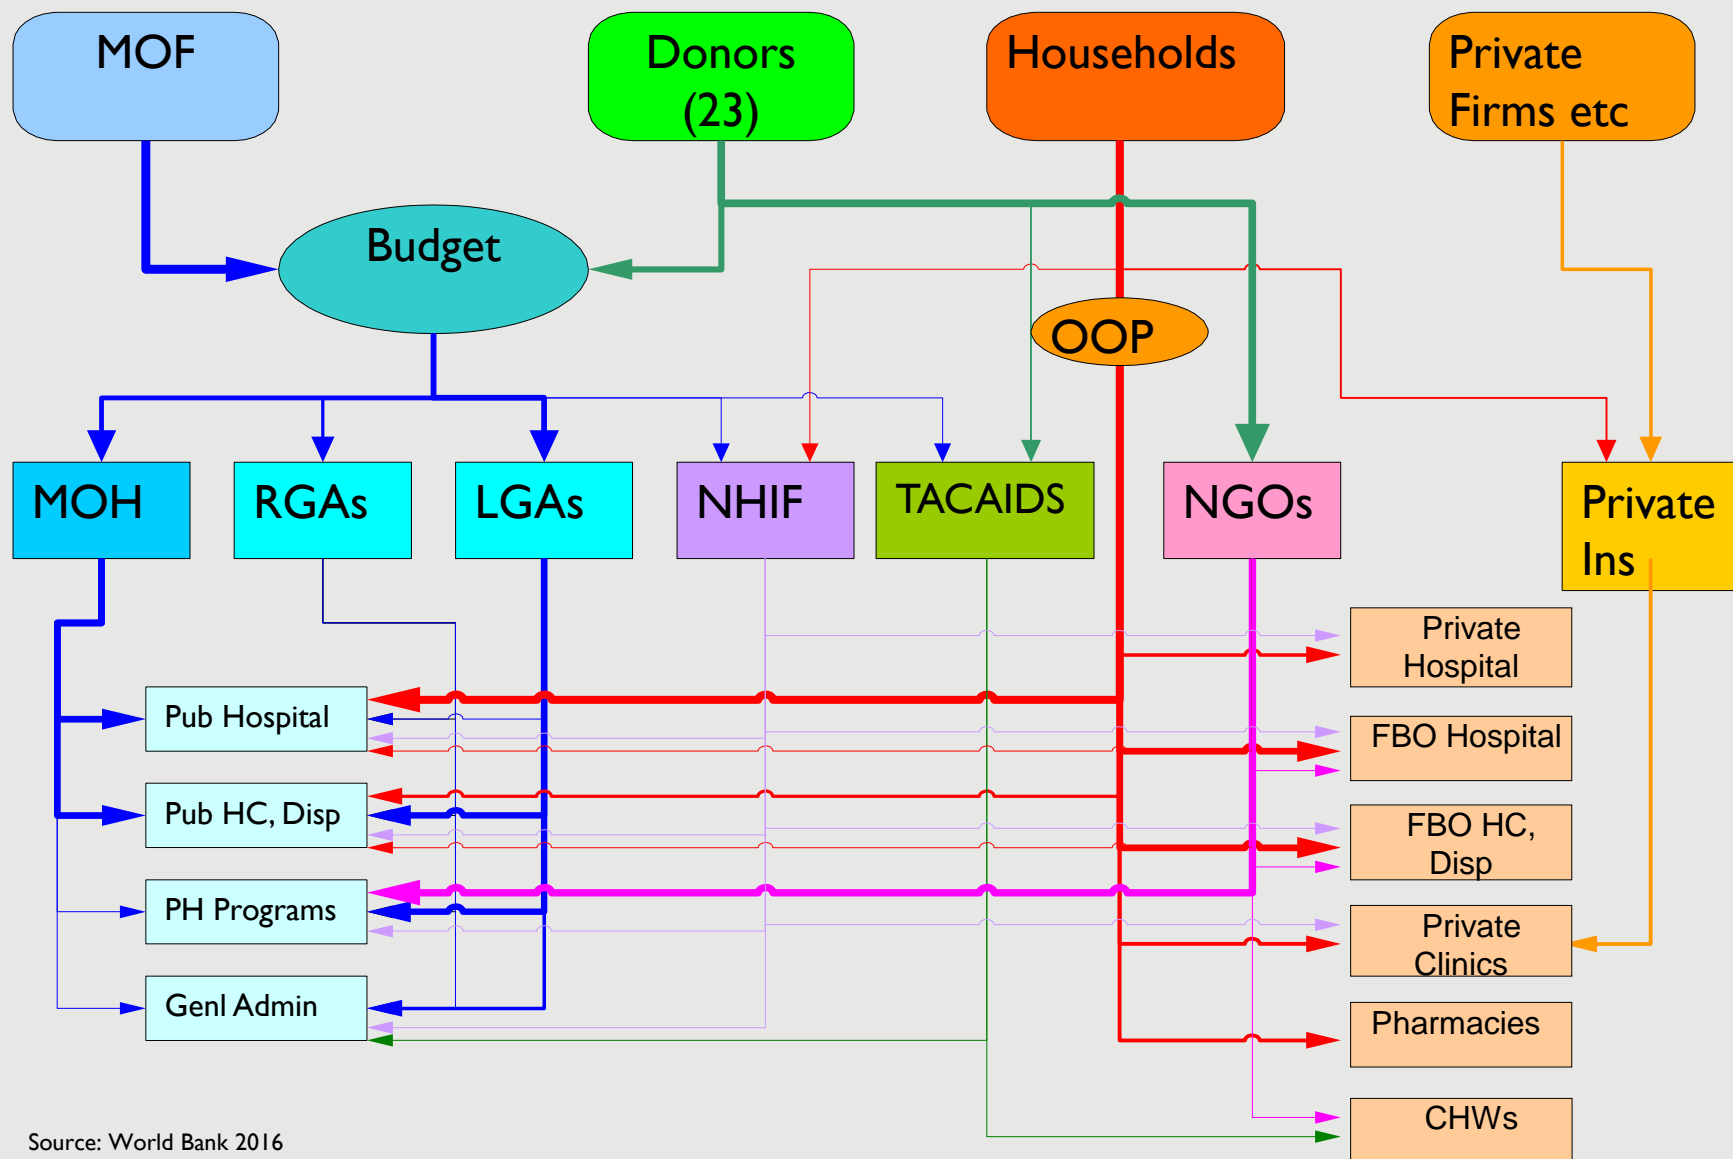 MOF
Donors
(23)
Households
Private
Firms etc
Budget
OOP
MOH
RGAs
LGAs
NHIF
TACAIDS
NGOs
Private
Ins
Private
Hospital
Pub Hospital
FBO Hospital
Pub HC, Disp
FBO HC,
Disp
PH Programs
Private
Clinics
Genl Admin
Pharmacies
CHWs
Source: World Bank 2016